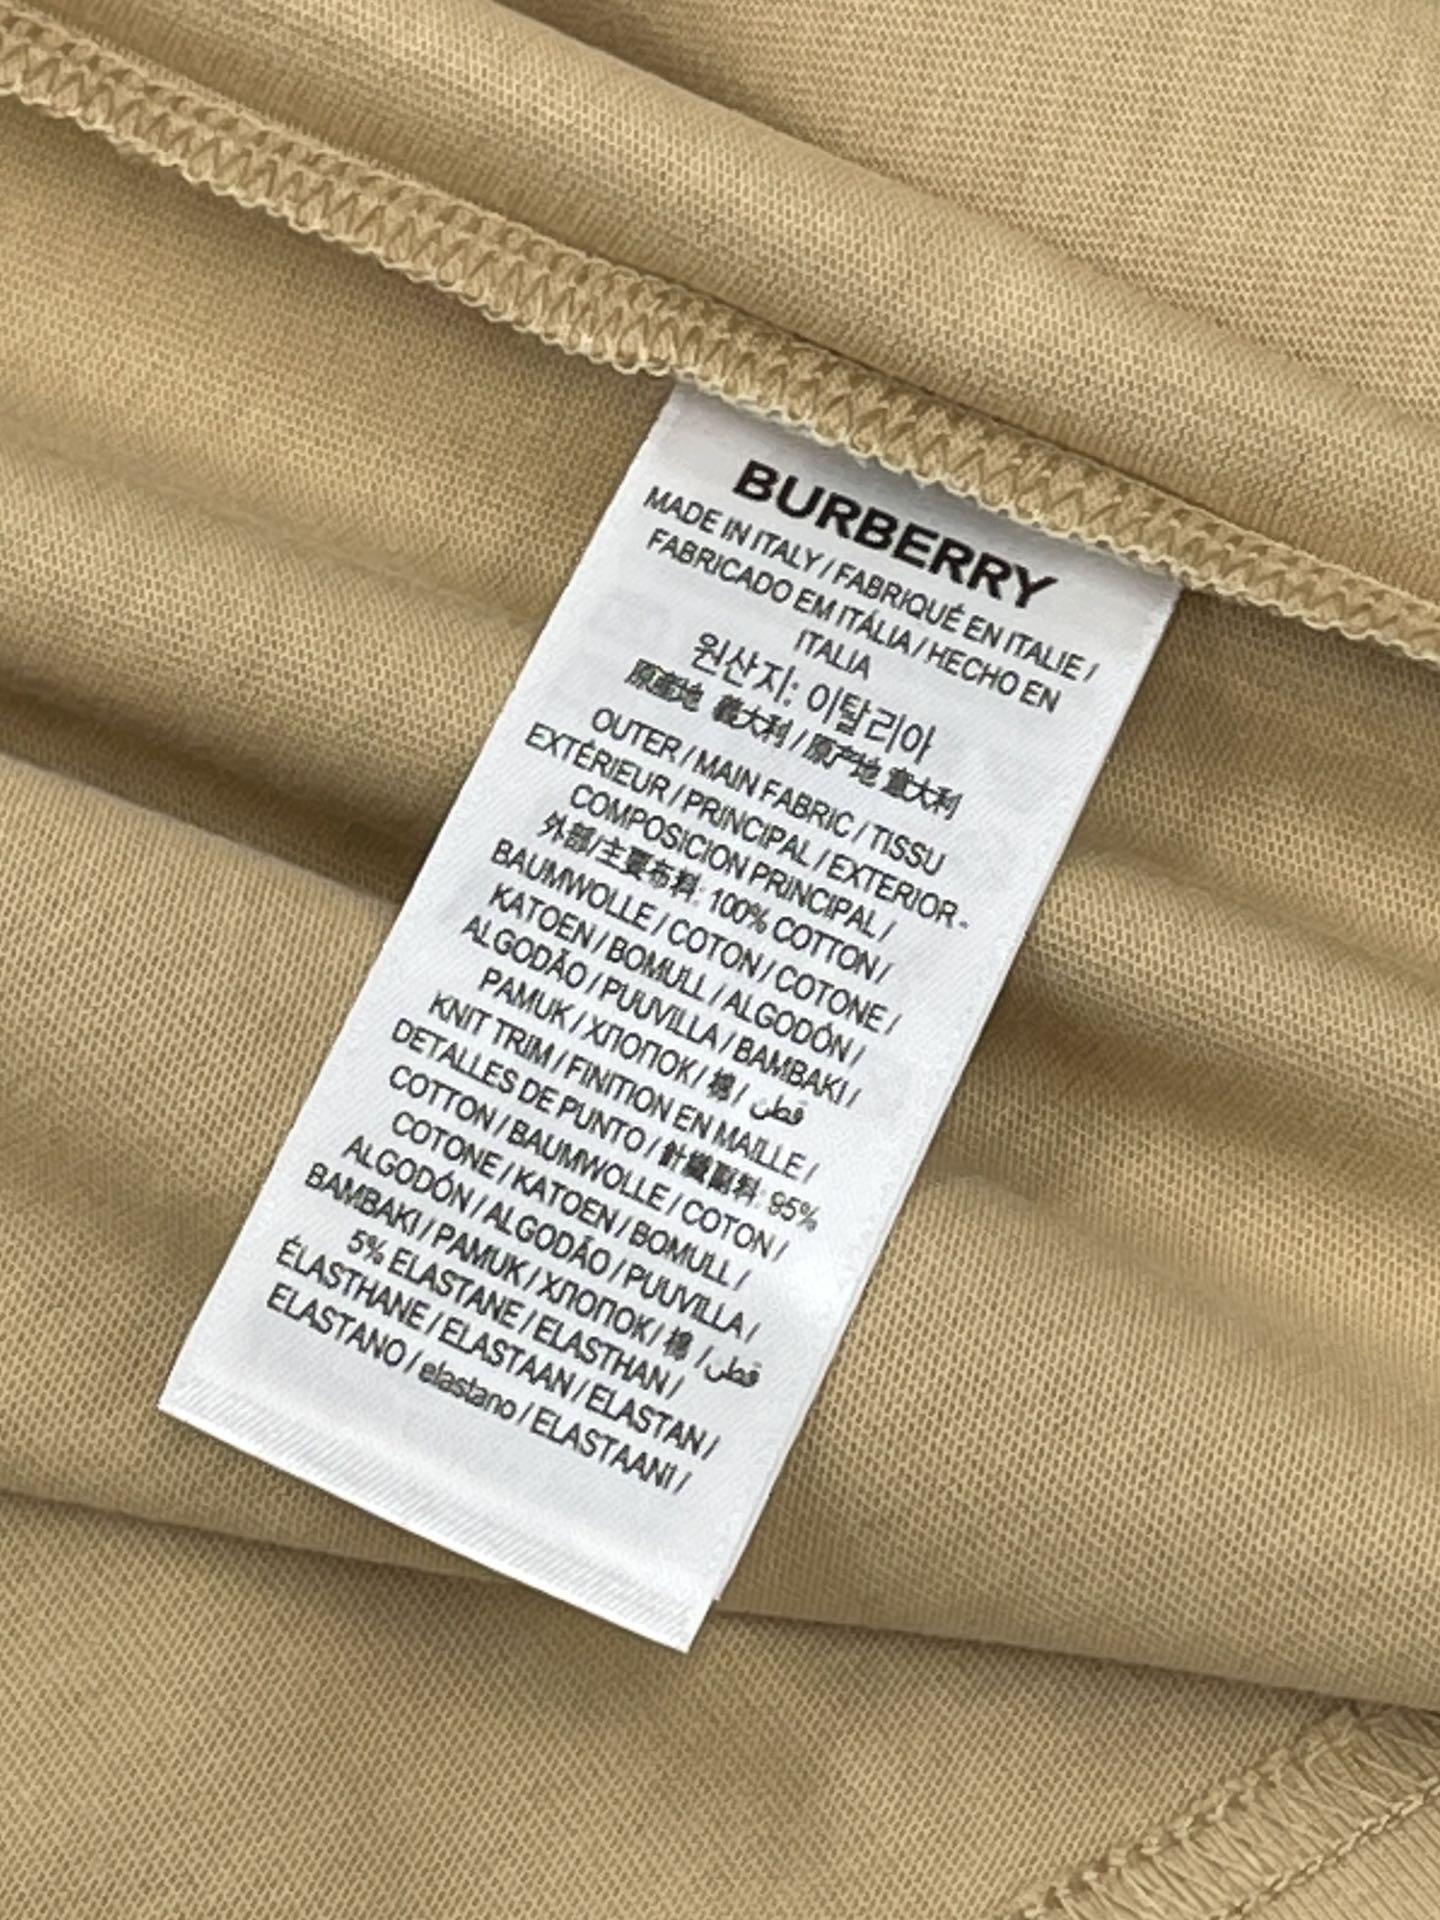 BURBERRY
MADE IN ITALY / FABRIQUÉ EN ITALIE /
FABRICADO EM ITÁLIA / HECHO EN
ITALIA
원산지: 이탈리아
原產地 義大利 / 原产地 意大利
OUTER / MAIN FABRIC / TISSU
EXTÉRIEUR / PRINCIPAL / EXTERIOR -
COMPOSICION PRINCIPAL /
外部/主要布料: 100% COTTON /
BAUMWOLLE / COTON / COTONE /
KATOEN / BOMULL / ALGODÓN /
ALGODÃO / PUUVILLA / BAMBAKI /
PAMUK / ХЛОПОК / 棉 / قطن
KNIT TRIM / FINITION EN MAILLE /
DETALLES DE PUNTO / 針織副料: 95%
COTTON / BAUMWOLLE / COTON /
COTONE / KATOEN / BOMULL /
ALGODÓN / ALGODÃO / PUUVILLA /
BAMBAKI / PAMUK / ХЛОПОК / 棉 / قطن
5% ELASTANE / ELASTHAN /
ÉLASTHANE / ELASTAAN / ELASTAN /
ELASTANO / elastano / ELASTAANI /